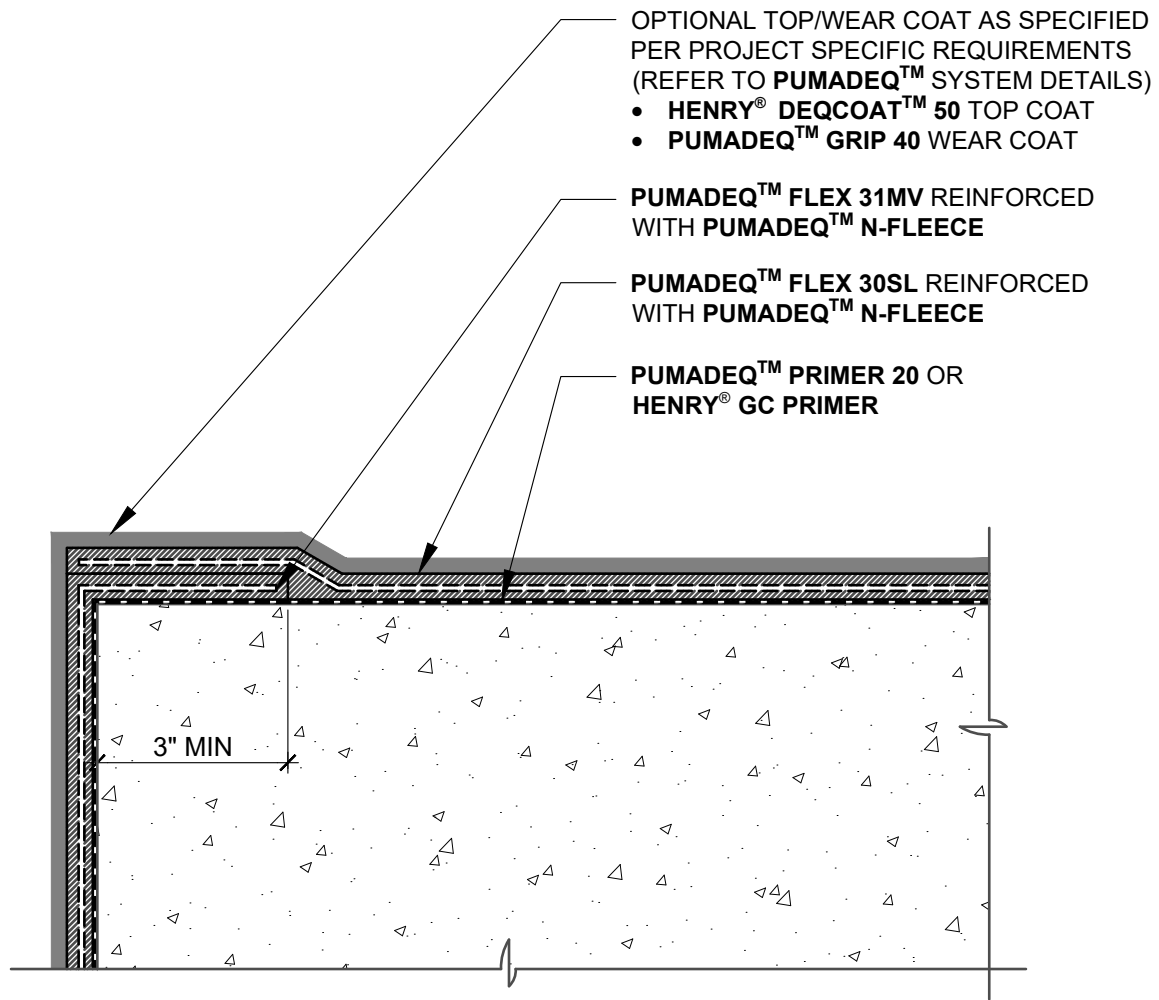 OPTIONAL TOP/WEAR COAT AS SPECIFIED
PER PROJECT SPECIFIC REQUIREMENTS
(REFER TO PUMADEQ™ SYSTEM DETAILS)
• HENRY® DEQCOAT™ 50 TOP COAT
• PUMADEQ™ GRIP 40 WEAR COAT
PUMADEQ™ FLEX 31MV REINFORCED
WITH PUMADEQ™ N-FLEECE
PUMADEQ™ FLEX 30SL REINFORCED
WITH PUMADEQ™ N-FLEECE
PUMADEQ™ PRIMER 20 OR
HENRY® GC PRIMER
3" MIN